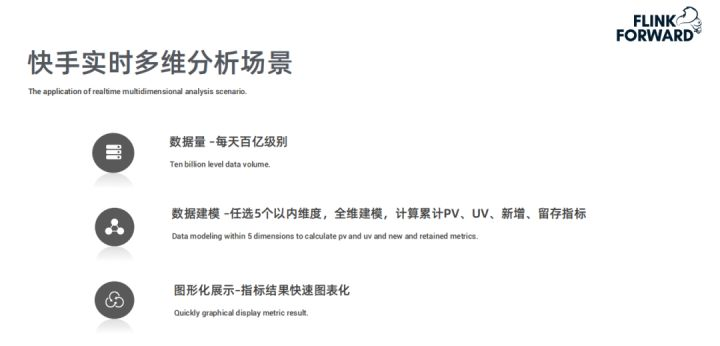 FLINK
FORWARD
快手实时多维分析场景
The application of realtime multidimensional analysis scenario.
数据量 –每天百亿级别
Ten billion level data volume.
数据建模 –任选5个以内维度，全维建模，计算累计PV、UV、新增、留存指标
Data modeling within 5 dimensions to calculate pv and uv and new and retained metrics.
图形化展示–指标结果快速图表化
Quickly graphical display metric result.